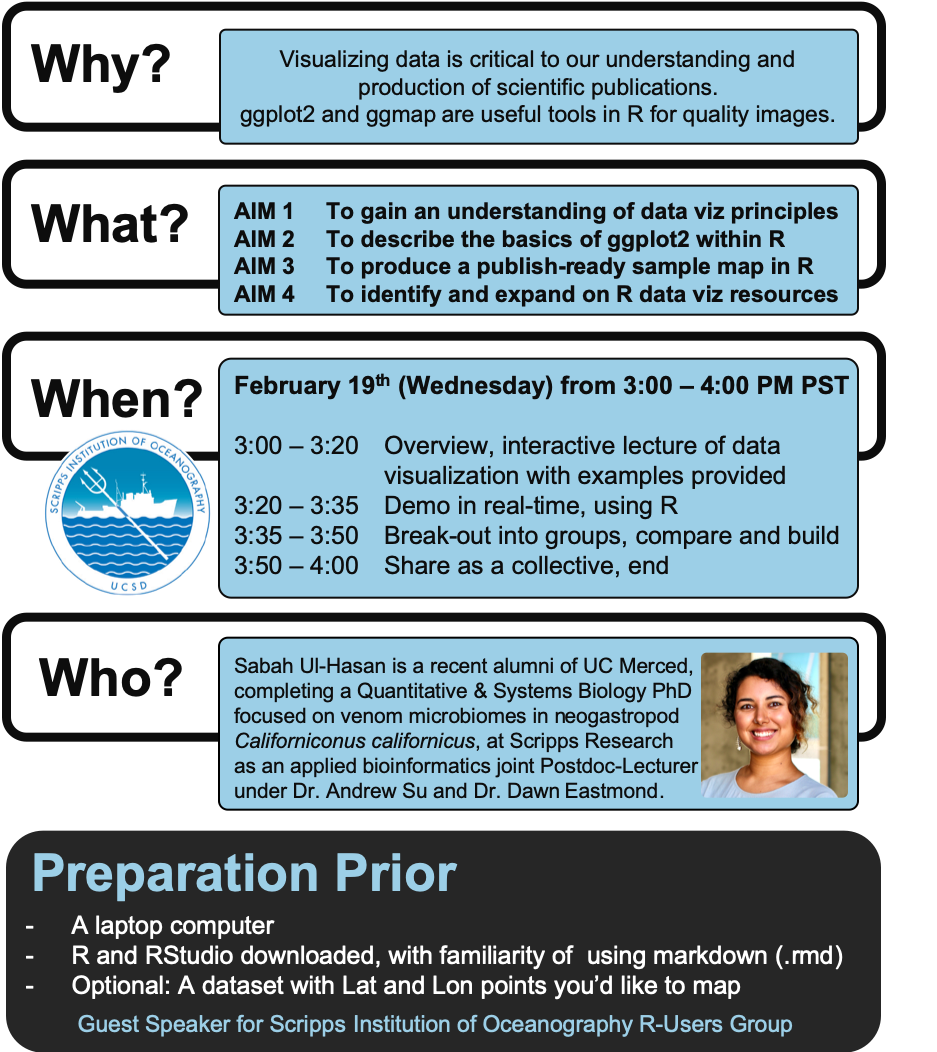 Why?
Visualizing data is critical to our understanding and
production of scientific publications.
ggplot2 and ggmap are useful tools in R for quality images.
What?
AIM 1 To gain an understanding of data viz principles
AIM 2 To describe the basics of ggplot2 within R
AIM 3 To produce a publish-ready sample map in R
AIM 4 To identify and expand on R data viz resources
When?
February 19th (Wednesday) from 3:00 – 4:00 PM PST
3:00 – 3:20 Overview, interactive lecture of data
visualization with examples provided
3:20 – 3:35 Demo in real-time, using R
3:35 – 3:50 Break-out into groups, compare and build
3:50 – 4:00 Share as a collective, end
SCRIPPS INSTITUTION OF OCEANOGRAPHY
UCSD
Who?
Sabah Ul-Hasan is a recent alumni of UC Merced,
completing a Quantitative & Systems Biology PhD
focused on venom microbiomes in neogastropod
Californiconus californicus, at Scripps Research
as an applied bioinformatics joint Postdoc-Lecturer
under Dr. Andrew Su and Dr. Dawn Eastmond.
Preparation Prior
- A laptop computer
- R and RStudio downloaded, with familiarity of using markdown (.rmd)
- Optional: A dataset with Lat and Lon points you’d like to map
Guest Speaker for Scripps Institution of Oceanography R-Users Group